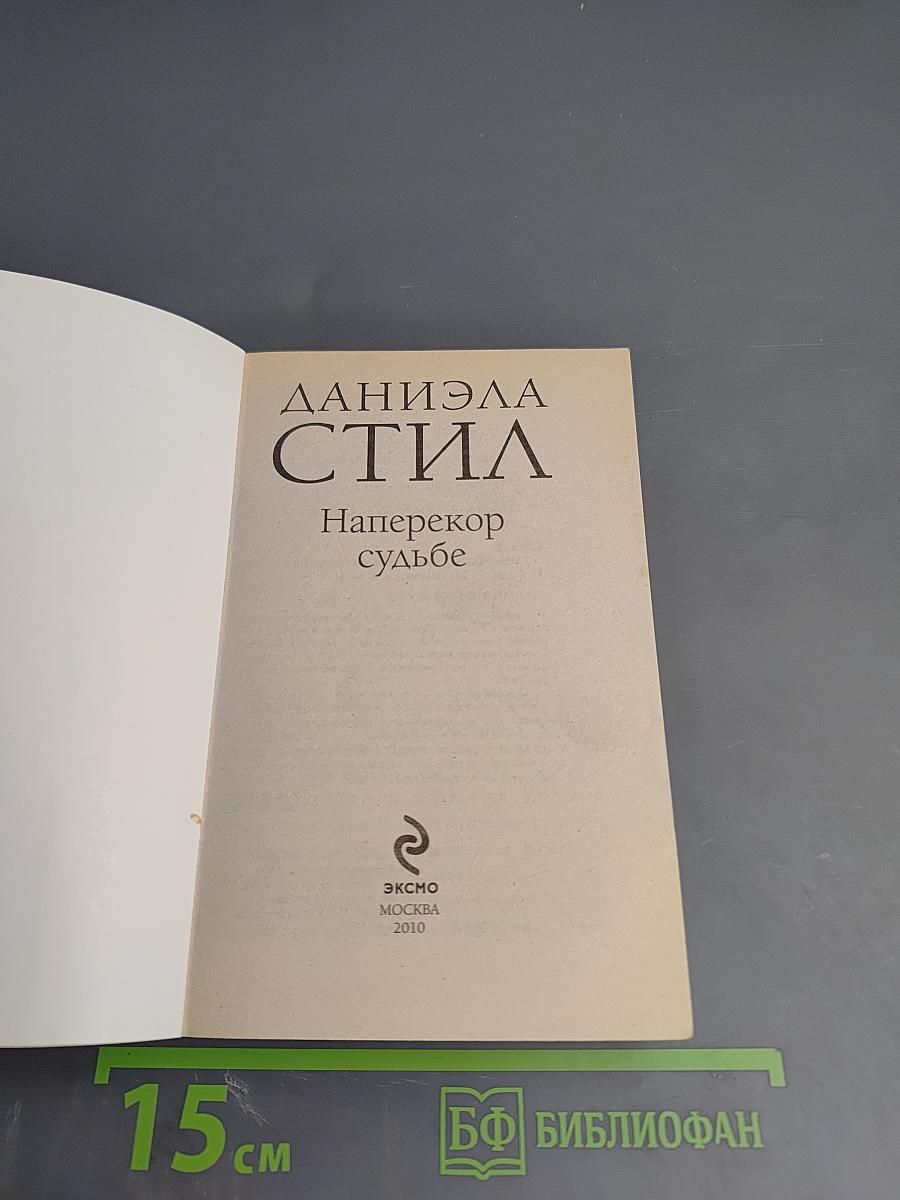 ДАНИЭЛА
СТИЛ
Наперекор
судьбе
ЭКСМО
МОСКВА
2010
15 см
БФ БИБЛИОФАН